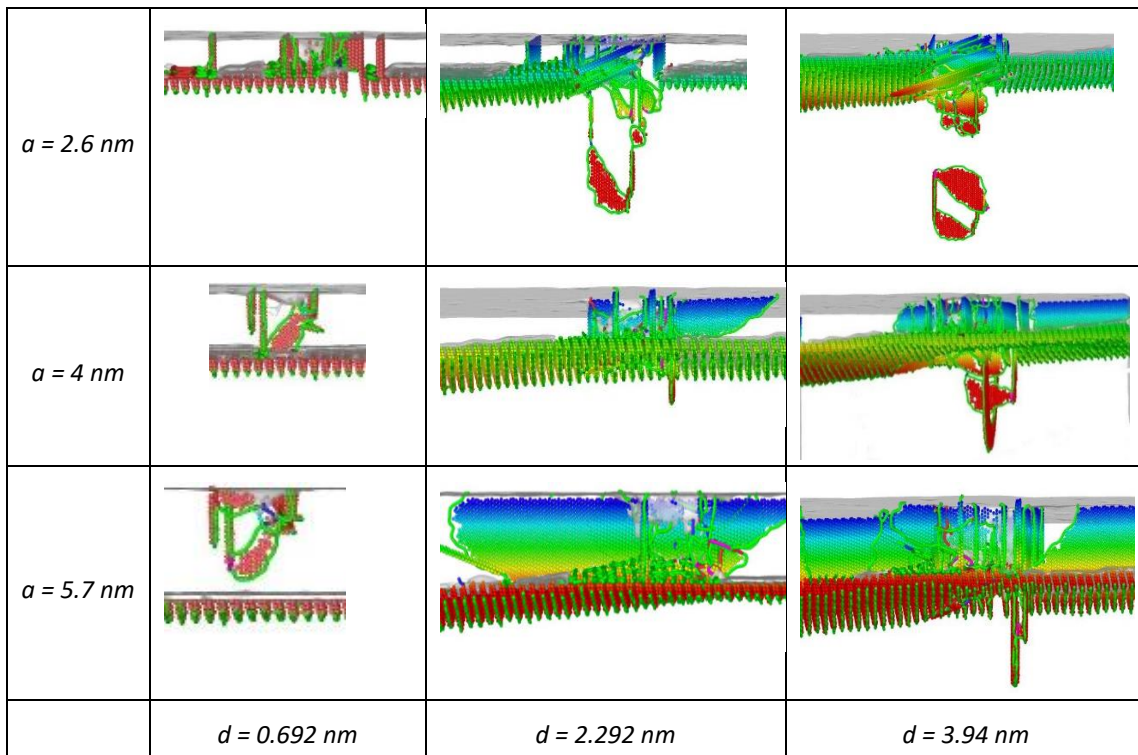 a = 2.6 nm
a = 4 nm
a = 5.7 nm
d = 0.692 nm
d = 2.292 nm
d = 3.94 nm